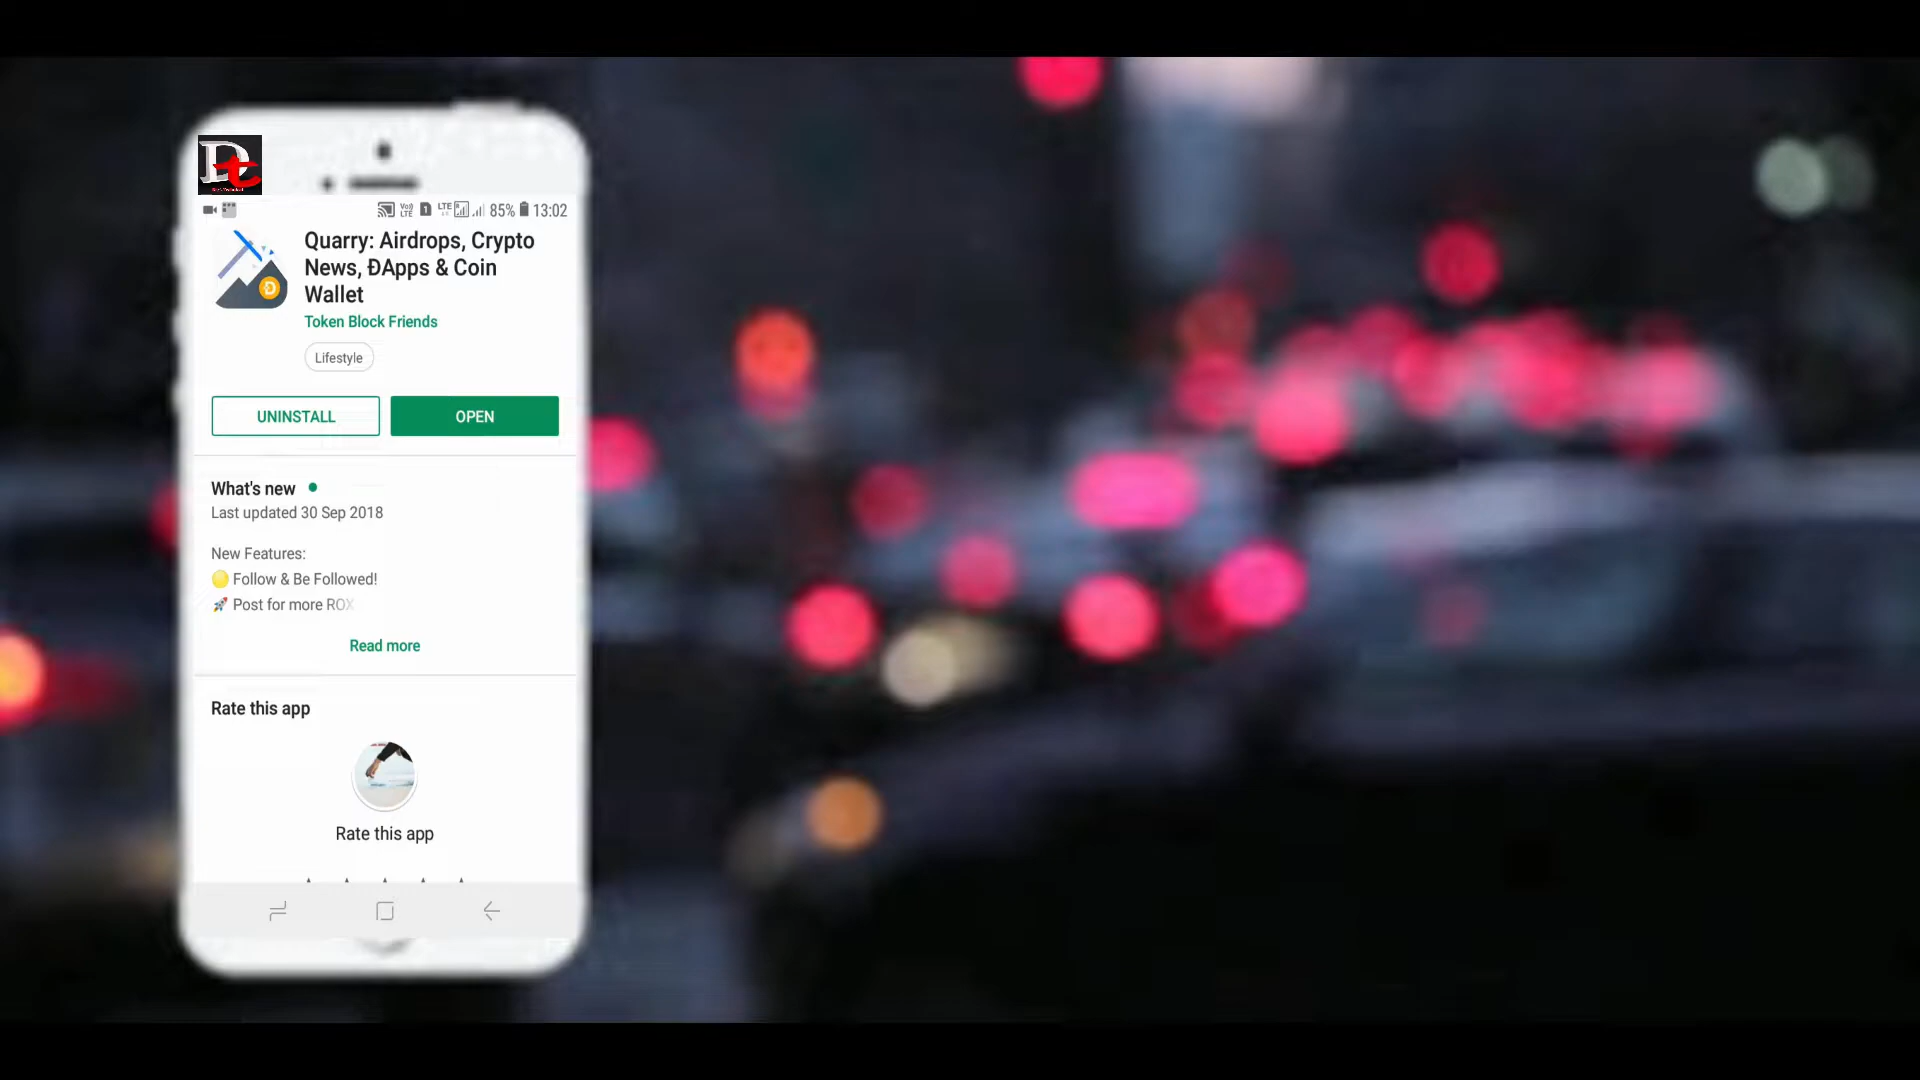 Dt
85% 13:02
Quarry: Airdrops, Crypto
News, ĐApps & Coin
Wallet
Token Block Friends
Lifestyle
UNINSTALL OPEN
What's new
Last updated 30 Sep 2018
New Features:
🟡 Follow & Be Followed!
🚀 Post for more ROX
Read more
Rate this app
Rate this app